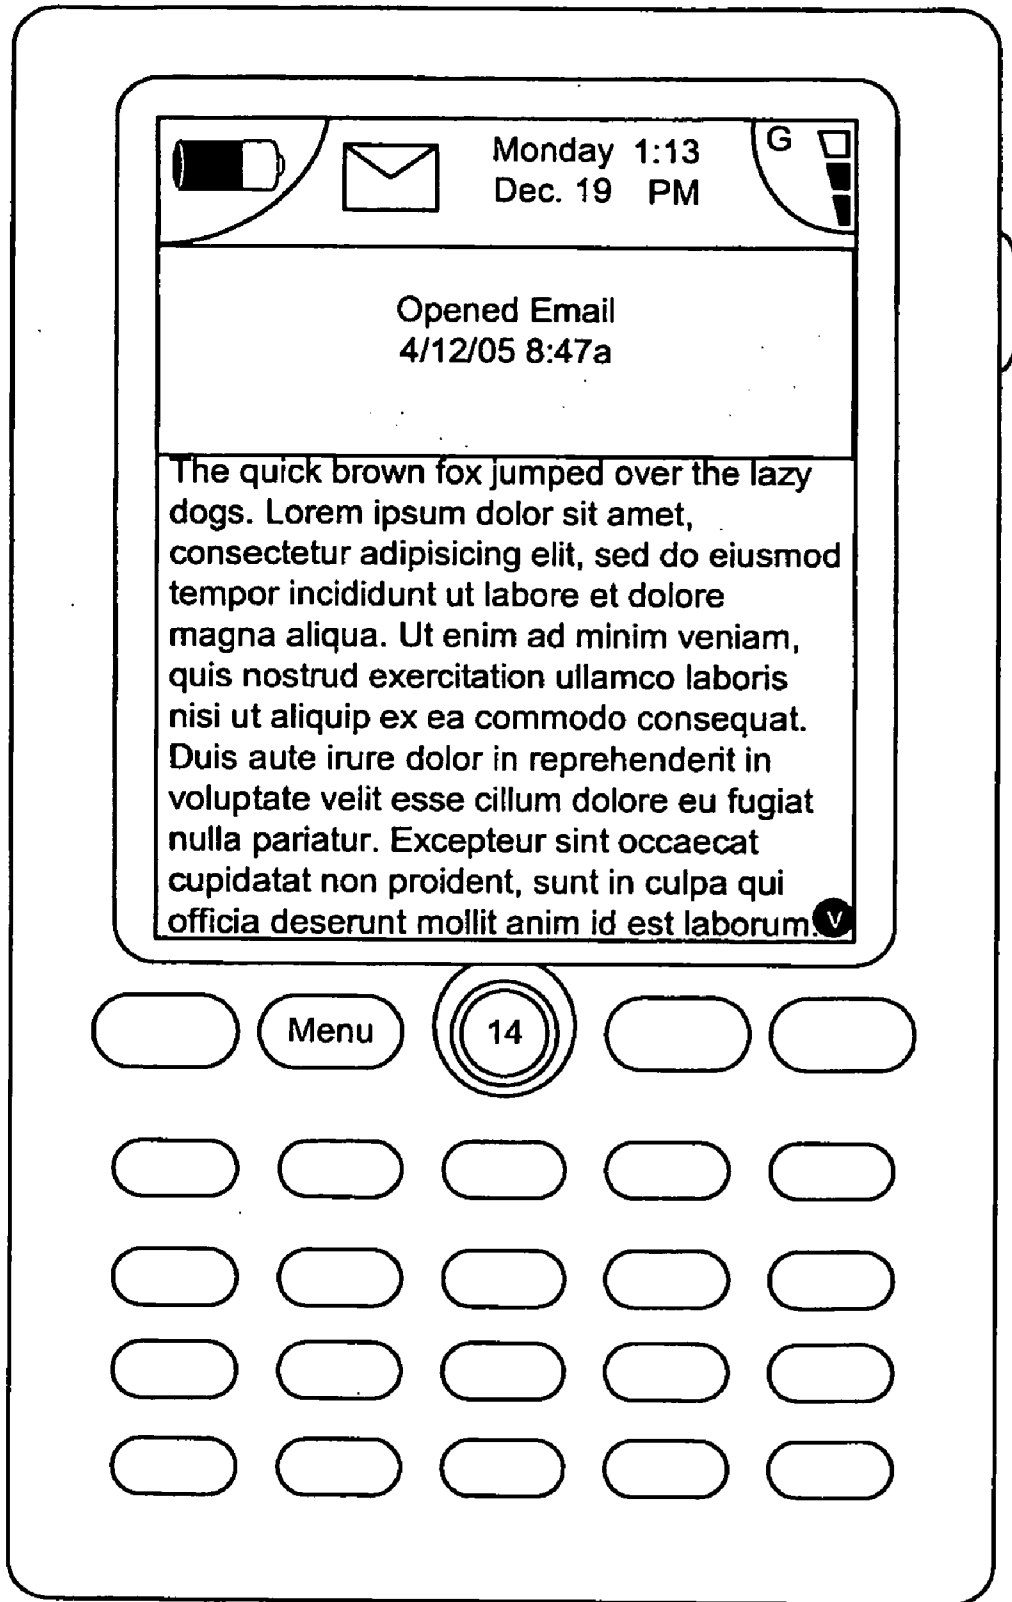 Monday 1:13
Dec. 19 PM
G
Opened Email
4/12/05 8:47a
The quick brown fox jumped over the lazy
dogs. Lorem ipsum dolor sit amet,
consectetur adipisicing elit, sed do eiusmod
tempor incididunt ut labore et dolore
magna aliqua. Ut enim ad minim veniam,
quis nostrud exercitation ullamco laboris
nisi ut aliquip ex ea commodo consequat.
Duis aute irure dolor in reprehenderit in
voluptate velit esse cillum dolore eu fugiat
nulla pariatur. Excepteur sint occaecat
cupidatat non proident, sunt in culpa qui
officia deserunt mollit anim id est laborum.
V
Menu
14